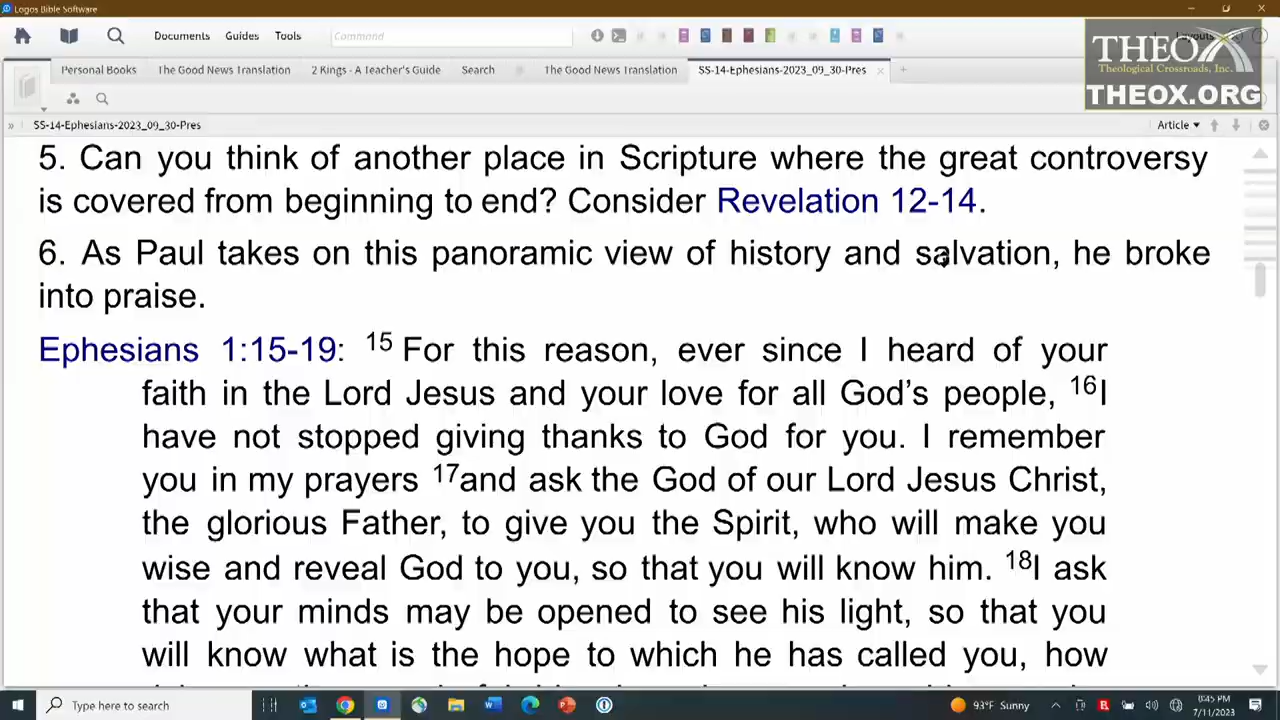 Logos Bible Software
Documents Guides Tools Command Layouts
THEOX
Theological Crossroads, Inc.
THEOX.ORG
Personal Books The Good News Translation 2 Kings - A Teacher's Guide Search The Good News Translation SS-14-Ephesians-2023_09_30-Pres
SS-14-Ephesians-2023_09_30-Pres Article
5. Can you think of another place in Scripture where the great controversy
is covered from beginning to end? Consider Revelation 12-14.
6. As Paul takes on this panoramic view of history and salvation, he broke
into praise.
Ephesians 1:15-19: 15 For this reason, ever since I heard of your
faith in the Lord Jesus and your love for all God’s people, 16I
have not stopped giving thanks to God for you. I remember
you in my prayers 17and ask the God of our Lord Jesus Christ,
the glorious Father, to give you the Spirit, who will make you
wise and reveal God to you, so that you will know him. 18I ask
that your minds may be opened to see his light, so that you
will know what is the hope to which he has called you, how
Type here to search 93°F Sunny
7/11/2023